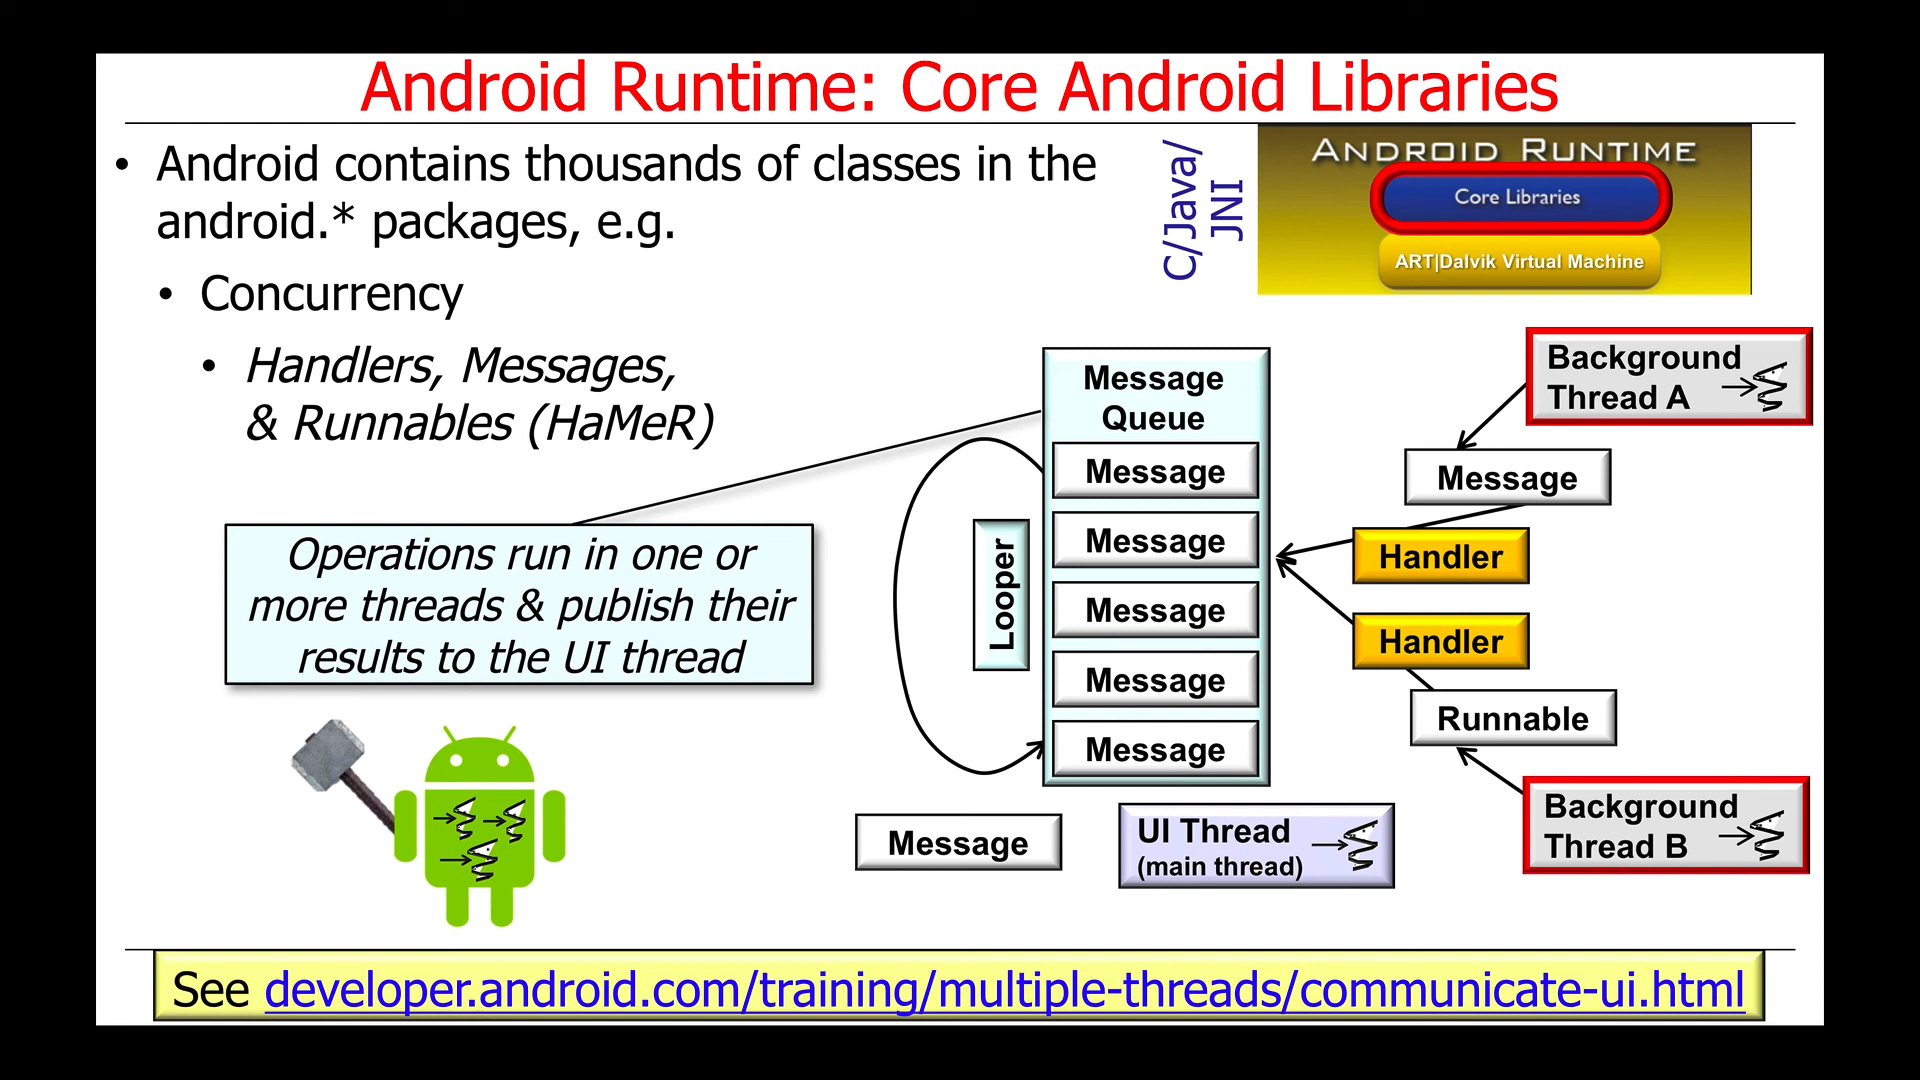 Android Runtime: Core Android Libraries
• Android contains thousands of classes in the
android.* packages, e.g.
• Concurrency
• Handlers, Messages,
& Runnables (HaMeR)
Operations run in one or
more threads & publish their
results to the UI thread
C/Java/
JNI
ANDROID RUNTIME
Core Libraries
ART|Dalvik Virtual Machine
Message
Queue
Message
Message
Message
Message
Message
Looper
Background
Thread A
Message
Handler
Handler
Runnable
Background
Thread B
Message
UI Thread
(main thread)
See developer.android.com/training/multiple-threads/communicate-ui.html